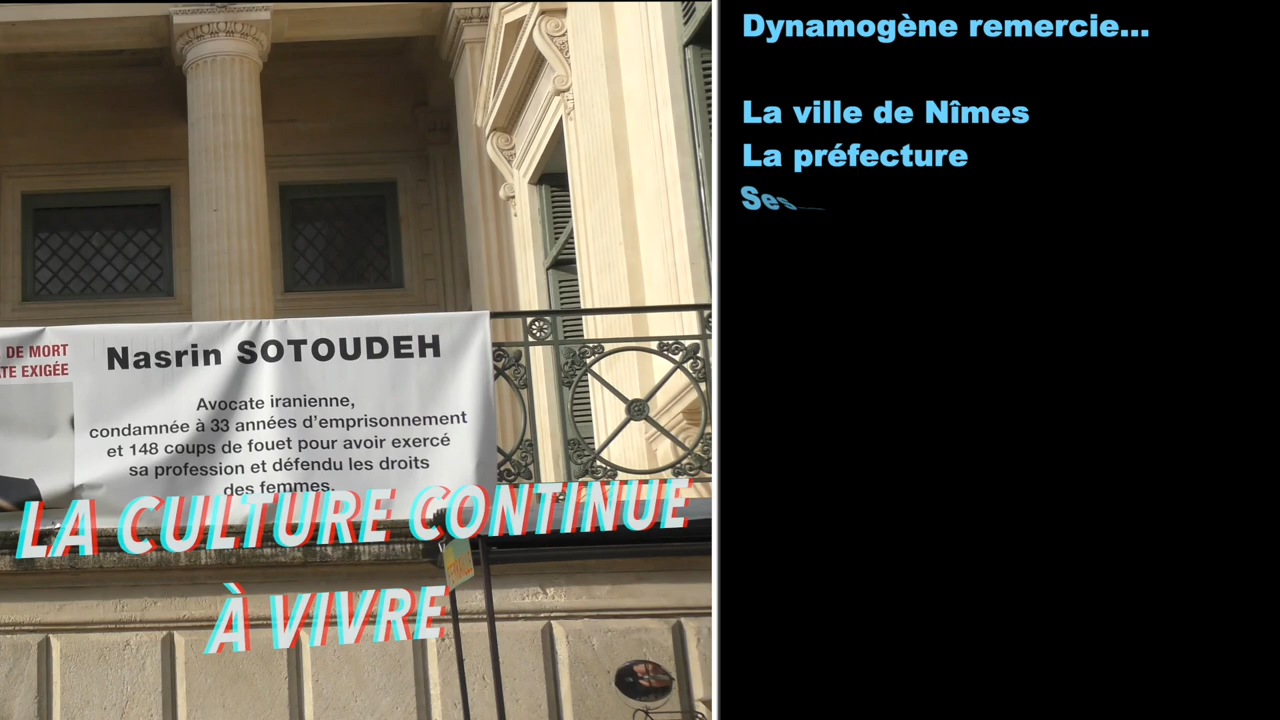 DE MORT
TE EXIGÉE
Nasrin SOTOUDEH
Avocate iranienne,
condamnée à 33 années d'emprisonnement
et 148 coups de fouet pour avoir exercé
sa profession et défendu les droits
des femmes.
LA CULTURE CONTINUE
À VIVRE
Dynamogène remercie...
La ville de Nîmes
La préfecture
Ses